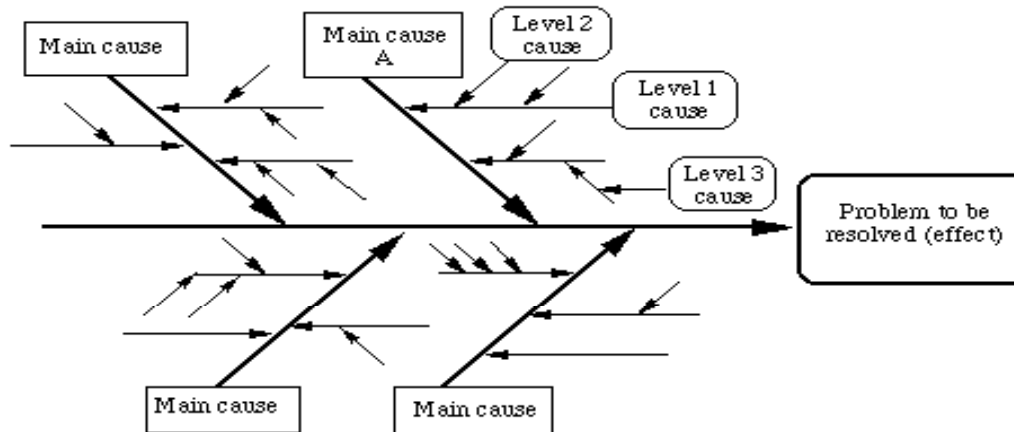 Main cause
Main cause
A
Level 2
cause
Level 1
cause
Level 3
cause
Problem to be
resolved (effect)
Main cause
Main cause